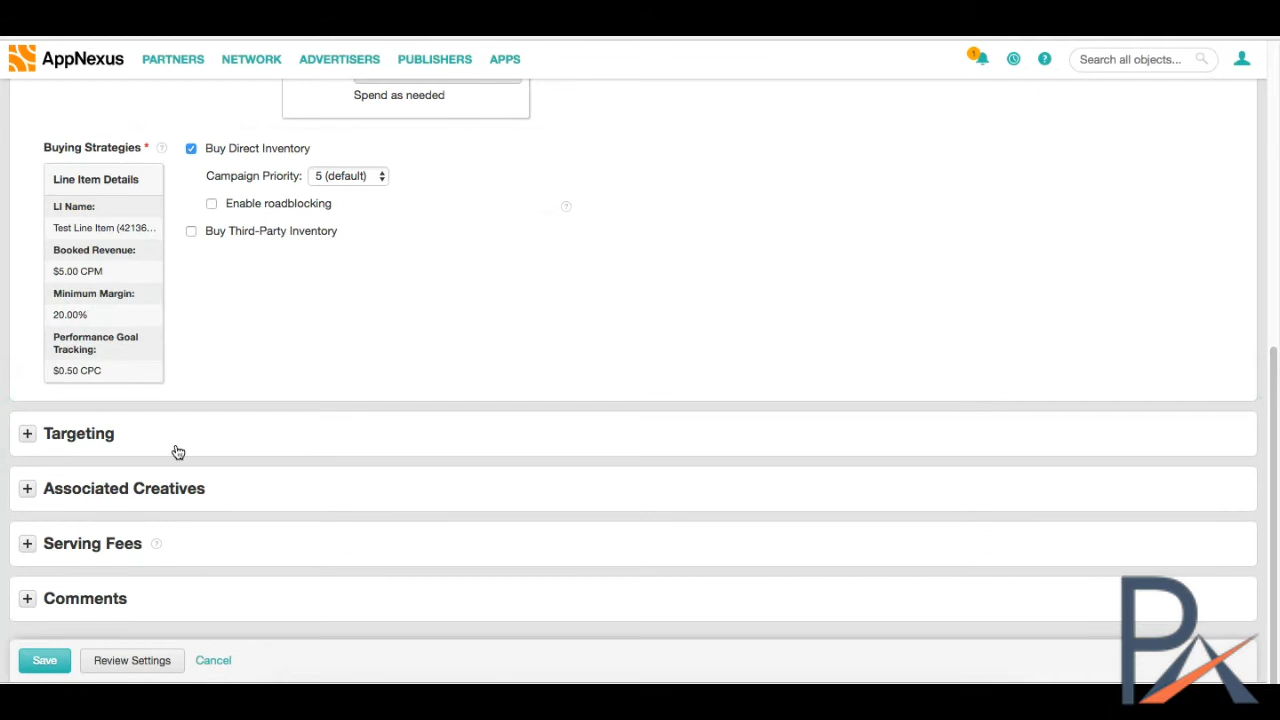 AppNexus PARTNERS NETWORK ADVERTISERS PUBLISHERS APPS 1 ? Search all objects...
Spend as needed
Buying Strategies * ? Buy Direct Inventory
Line Item Details Campaign Priority: 5 (default)
LI Name: Enable roadblocking ?
Test Line Item (42136... Buy Third-Party Inventory
Booked Revenue:
$5.00 CPM
Minimum Margin:
20.00%
Performance Goal
Tracking:
$0.50 CPC
+ Targeting
+ Associated Creatives
+ Serving Fees ?
+ Comments
Save Review Settings Cancel
PA